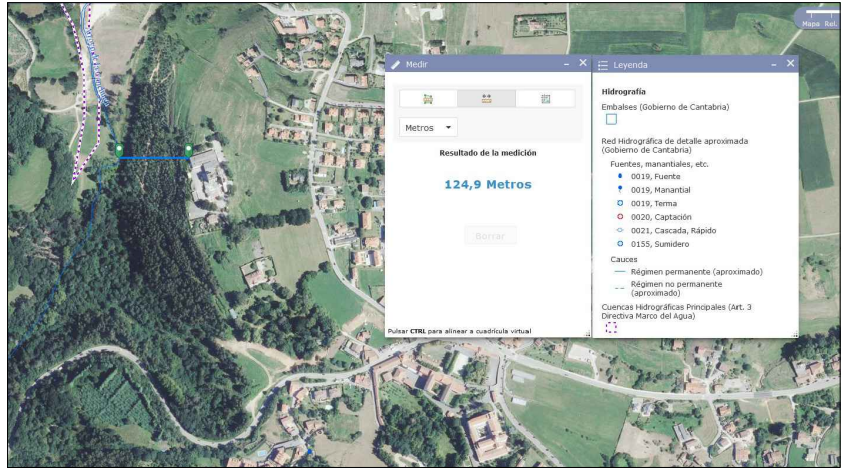 Mapa Rel.
Medir
Metros
Resultado de la medición
124,9 Metros
Borrar
Pulsar CTRL para alinear a cuadrícula virtual
Leyenda
Hidrografía
Embalses (Gobierno de Cantabria)
Red Hidrográfica de detalle aproximada
(Gobierno de Cantabria)
Fuentes, manantiales, etc.
0019, Fuente
0019, Manantial
0019, Terma
0020, Captación
0021, Cascada, Rápido
0155, Sumidero
Cauces
Régimen permanente (aproximado)
Régimen no permanente
(aproximado)
Cuencas Hidrográficas Principales (Art. 3
Directiva Marco del Agua)